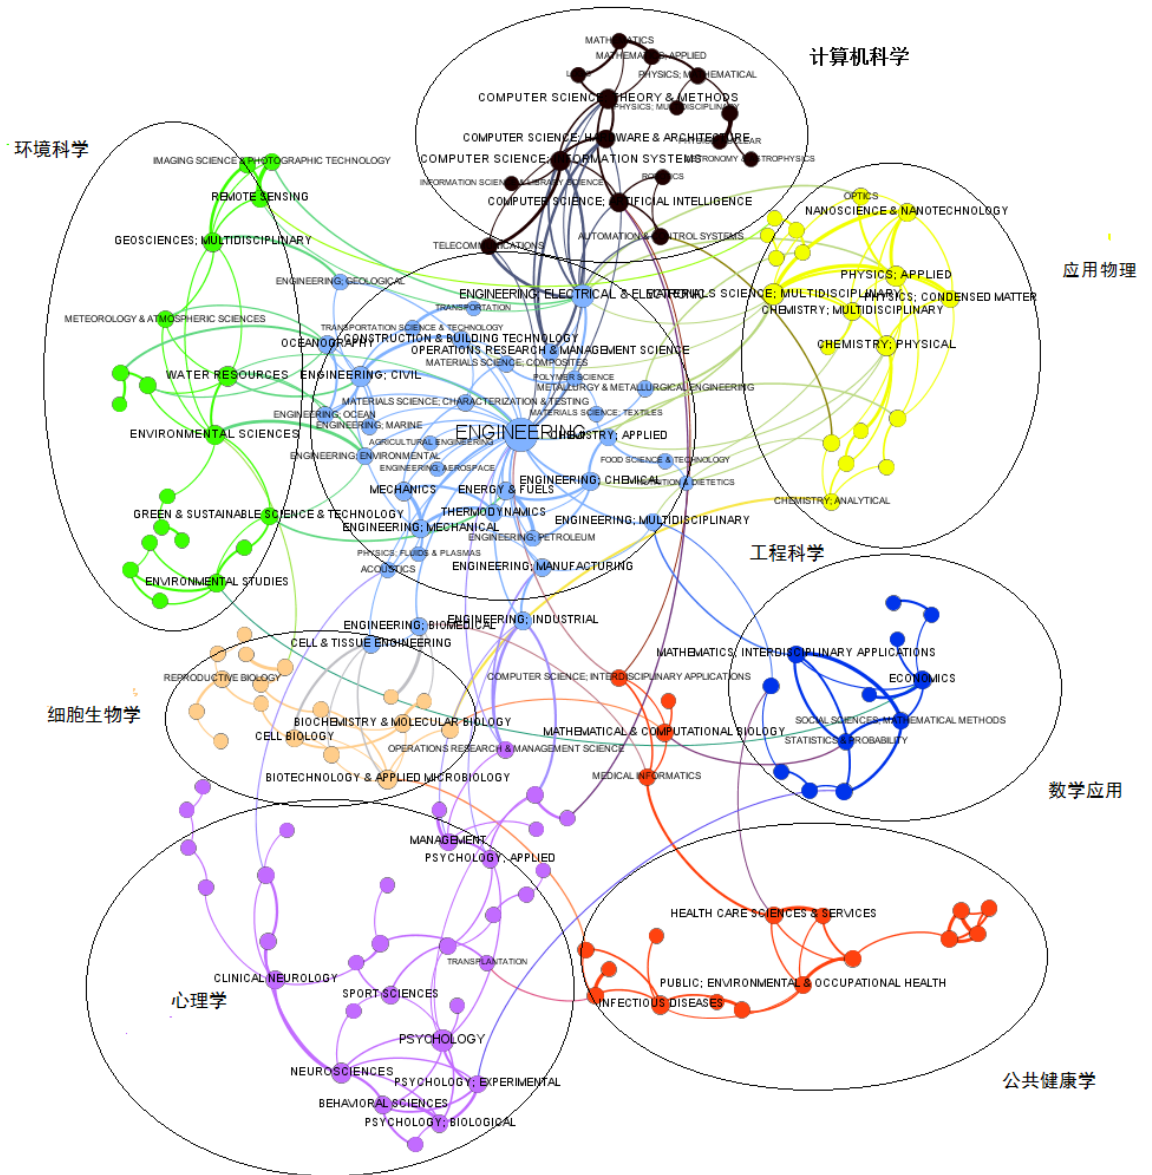 计算机科学
MATHEMATICS
MATHEMATICS; APPLIED
PHYSICS; MATHEMATICAL
COMPUTER SCIENCE; THEORY & METHODS
PHYSICS; MULTIDISCIPLINARY
COMPUTER SCIENCE; HARDWARE & ARCHITECTURE
PHYSICS; NUCLEAR
COMPUTER SCIENCE; INFORMATION SYSTEMS
ASTRONOMY & ASTROPHYSICS
INFORMATION SCIENCE & LIBRARY SCIENCE
ROBOTICS
COMPUTER SCIENCE; ARTIFICIAL INTELLIGENCE
AUTOMATION & CONTROL SYSTEMS
TELECOMMUNICATIONS
环境科学
IMAGING SCIENCE & PHOTOGRAPHIC TECHNOLOGY
REMOTE SENSING
GEOSCIENCES; MULTIDISCIPLINARY
METEOROLOGY & ATMOSPHERIC SCIENCES
WATER RESOURCES
ENVIRONMENTAL SCIENCES
GREEN & SUSTAINABLE SCIENCE & TECHNOLOGY
ENVIRONMENTAL STUDIES
应用物理
OPTICS
NANOSCIENCE & NANOTECHNOLOGY
PHYSICS; APPLIED
MATERIALS SCIENCE; MULTIDISCIPLINARY
PHYSICS; CONDENSED MATTER
CHEMISTRY; MULTIDISCIPLINARY
CHEMISTRY; PHYSICAL
CHEMISTRY; ANALYTICAL
工程科学
ENGINEERING; GEOLOGICAL
ENGINEERING; ELECTRICAL & ELECTRONIC
TRANSPORTATION
TRANSPORTATION SCIENCE & TECHNOLOGY
CONSTRUCTION & BUILDING TECHNOLOGY
OCEANOGRAPHY
OPERATIONS RESEARCH & MANAGEMENT SCIENCE
MATERIALS SCIENCE; COMPOSITES
ENGINEERING; CIVIL
POLYMER SCIENCE
METALLURGY & METALLURGICAL ENGINEERING
MATERIALS SCIENCE; CHARACTERIZATION & TESTING
ENGINEERING; OCEAN
MATERIALS SCIENCE; TEXTILES
ENGINEERING; MARINE
ENGINEERING
CHEMISTRY; APPLIED
AGRICULTURAL ENGINEERING
ENGINEERING; ENVIRONMENTAL
FOOD SCIENCE & TECHNOLOGY
ENGINEERING; AEROSPACE
ENGINEERING; CHEMICAL
NUTRITION & DIETETICS
MECHANICS
ENERGY & FUELS
THERMODYNAMICS
ENGINEERING; MULTIDISCIPLINARY
ENGINEERING; MECHANICAL
ENGINEERING; PETROLEUM
PHYSICS; FLUIDS & PLASMAS
ACOUSTICS
ENGINEERING; MANUFACTURING
ENGINEERING; INDUSTRIAL
ENGINEERING; BIOMEDICAL
CELL & TISSUE ENGINEERING
细胞生物学
REPRODUCTIVE BIOLOGY
BIOCHEMISTRY & MOLECULAR BIOLOGY
CELL BIOLOGY
BIOTECHNOLOGY & APPLIED MICROBIOLOGY
数学应用
MATHEMATICS; INTERDISCIPLINARY APPLICATIONS
ECONOMICS
SOCIAL SCIENCES; MATHEMATICAL METHODS
STATISTICS & PROBABILITY
COMPUTER SCIENCE; INTERDISCIPLINARY APPLICATIONS
MATHEMATICAL & COMPUTATIONAL BIOLOGY
MEDICAL INFORMATICS
OPERATIONS RESEARCH & MANAGEMENT SCIENCE
心理学
MANAGEMENT
PSYCHOLOGY; APPLIED
TRANSPLANTATION
CLINICAL NEUROLOGY
SPORT SCIENCES
PSYCHOLOGY
NEUROSCIENCES
PSYCHOLOGY; EXPERIMENTAL
BEHAVIORAL SCIENCES
PSYCHOLOGY; BIOLOGICAL
公共健康学
HEALTH CARE SCIENCES & SERVICES
PUBLIC; ENVIRONMENTAL & OCCUPATIONAL HEALTH
INFECTIOUS DISEASES